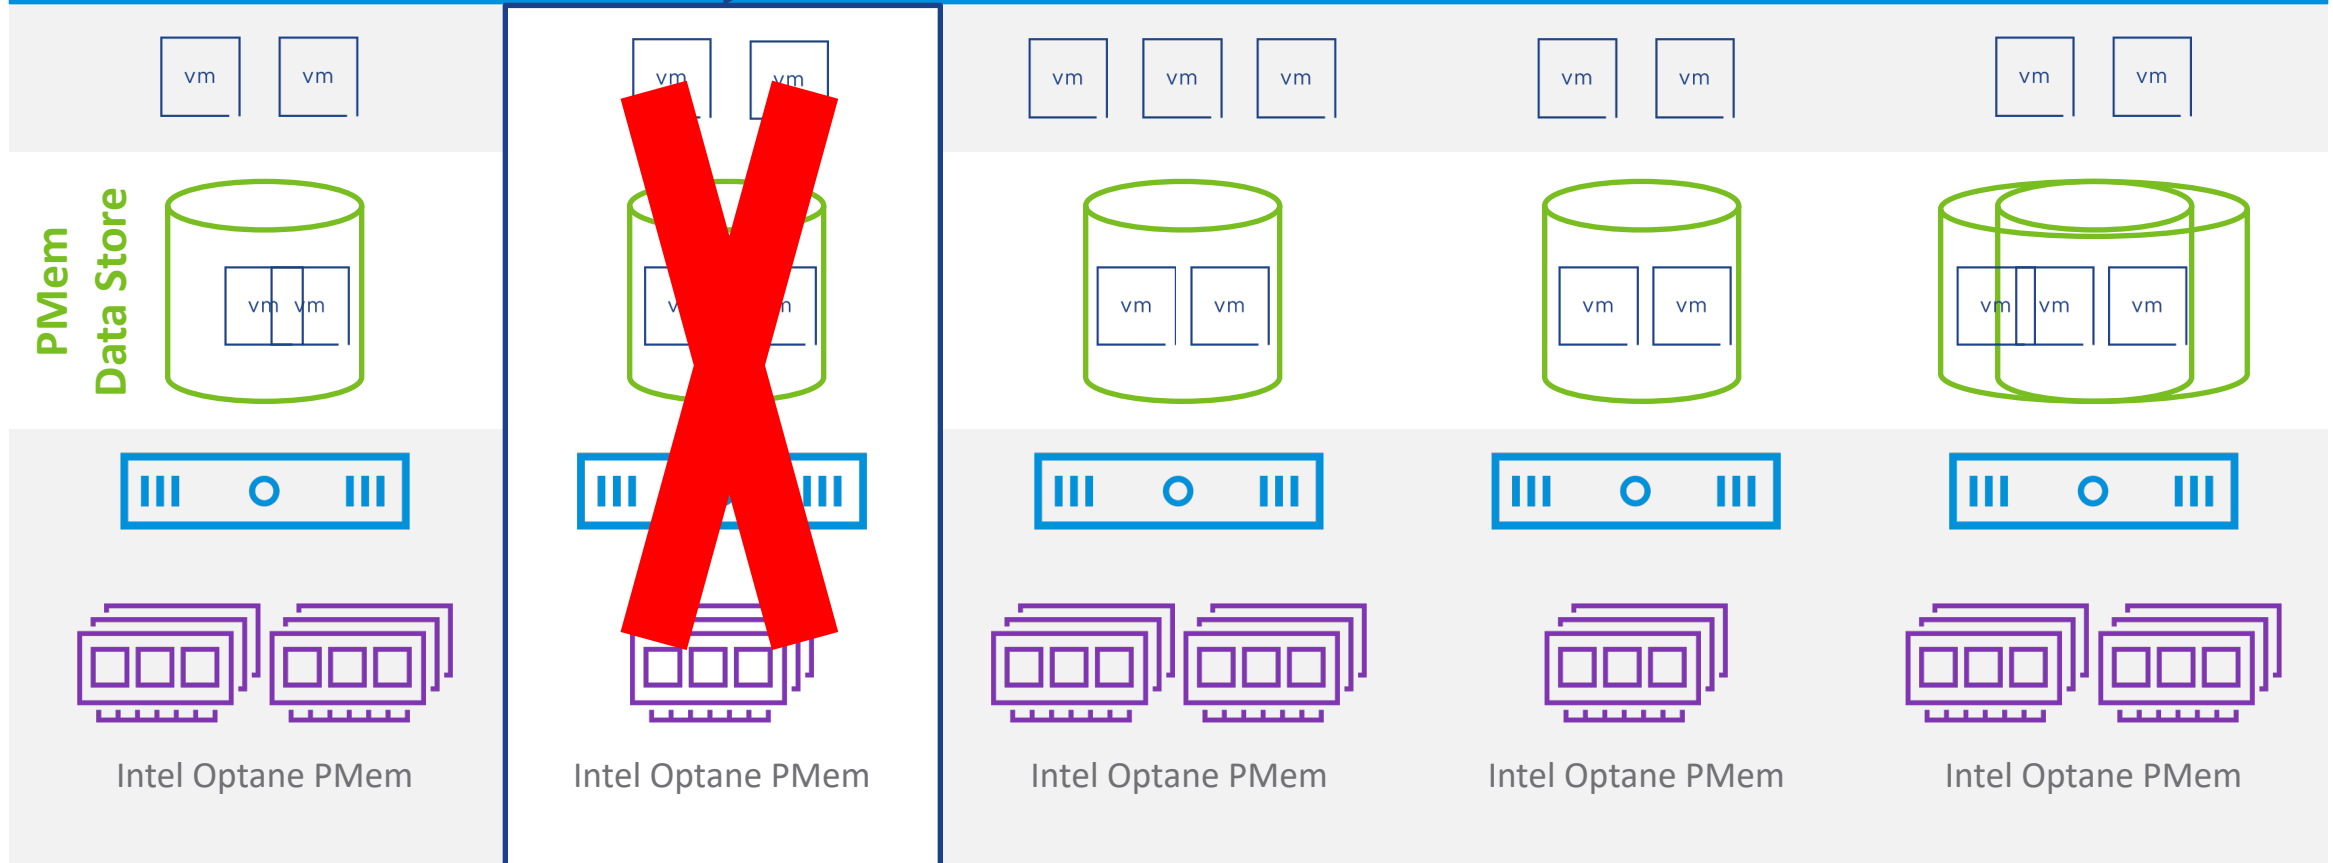 vm vm vm vm vm vm vm vm vm vm vm
PMem
Data Store
vm vm vm vm vm vm vm vm vm
Intel Optane PMem Intel Optane PMem Intel Optane PMem Intel Optane PMem Intel Optane PMem